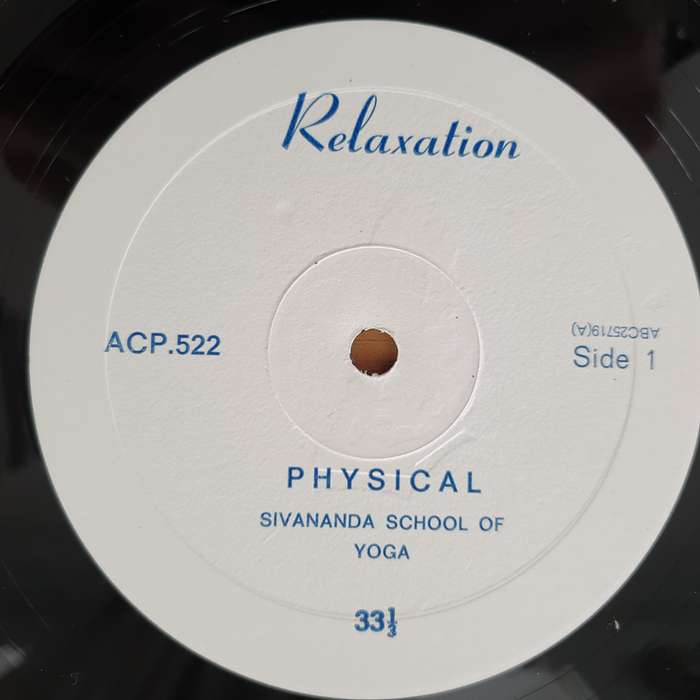 Relaxation
ACP.522
ABC25719(A)
Side 1
PHYSICAL
SIVANANDA SCHOOL OF
YOGA
33⅓